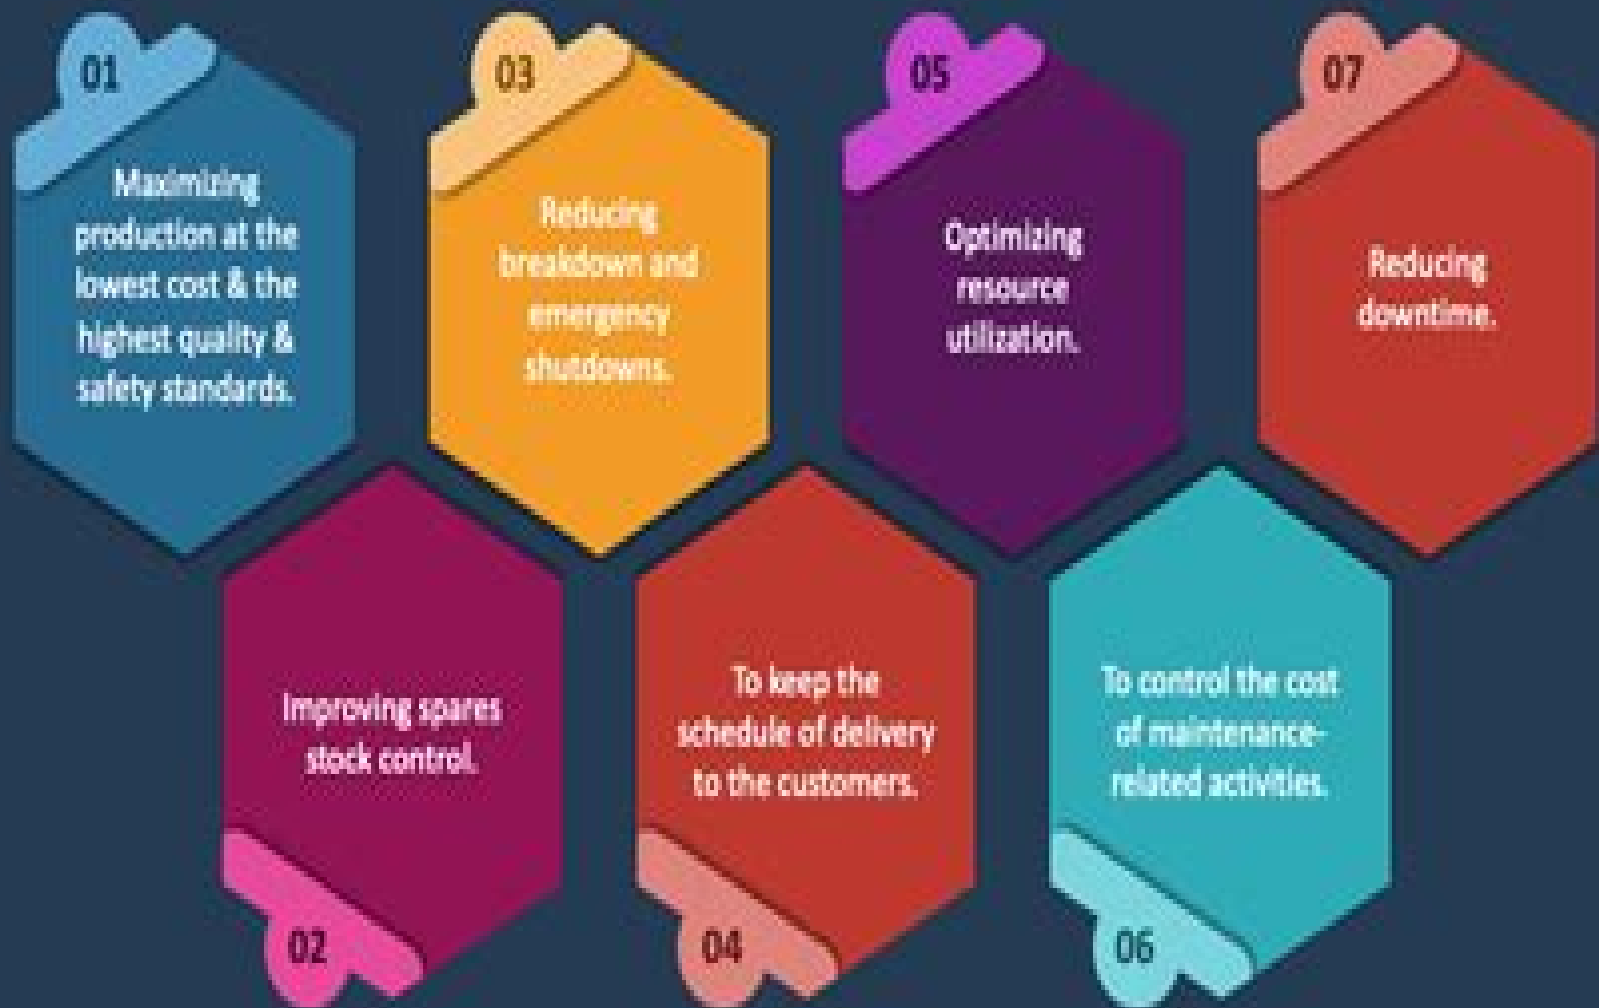 01
Maximizing
production at the
lowest cost & the
highest quality &
safety standards.
02
Improving spares
stock control.
03
Reducing
breakdown and
emergency
shutdowns.
04
To keep the
schedule of delivery
to the customers.
05
Optimizing
resource
utilization.
06
To control the cost
of maintenance-
related activities.
07
Reducing
downtime.